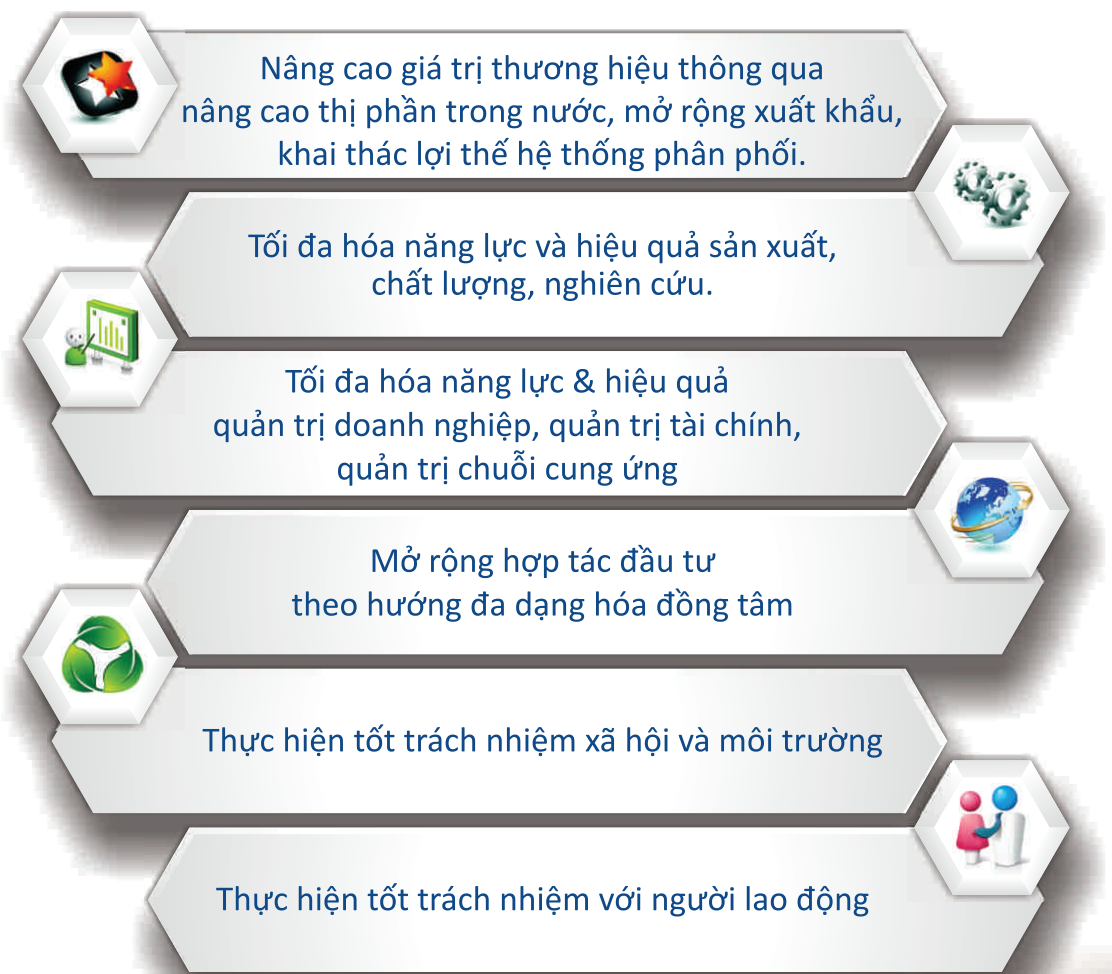 Nâng cao giá trị thương hiệu thông qua
nâng cao thị phần trong nước, mở rộng xuất khẩu,
khai thác lợi thế hệ thống phân phối.
Tối đa hóa năng lực và hiệu quả sản xuất,
chất lượng, nghiên cứu.
Tối đa hóa năng lực & hiệu quả
quản trị doanh nghiệp, quản trị tài chính,
quản trị chuỗi cung ứng
Mở rộng hợp tác đầu tư
theo hướng đa dạng hóa đồng tâm
Thực hiện tốt trách nhiệm xã hội và môi trường
Thực hiện tốt trách nhiệm với người lao động